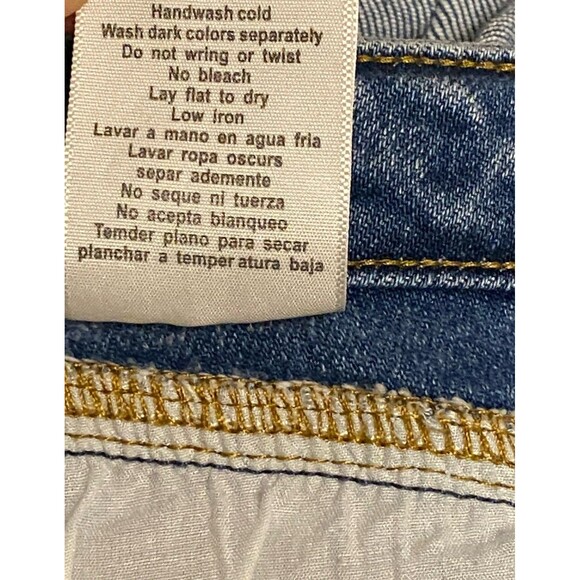 Handwash cold
Wash dark colors separately
Do not wring or twist
No bleach
Lay flat to dry
Low Iron
Lavar a mano en agua fria
Lavar ropa oscurs
separ ademente
No seque ni tuerza
No acepta blanqueo
Temder plano para secar
planchar a temper atura baja